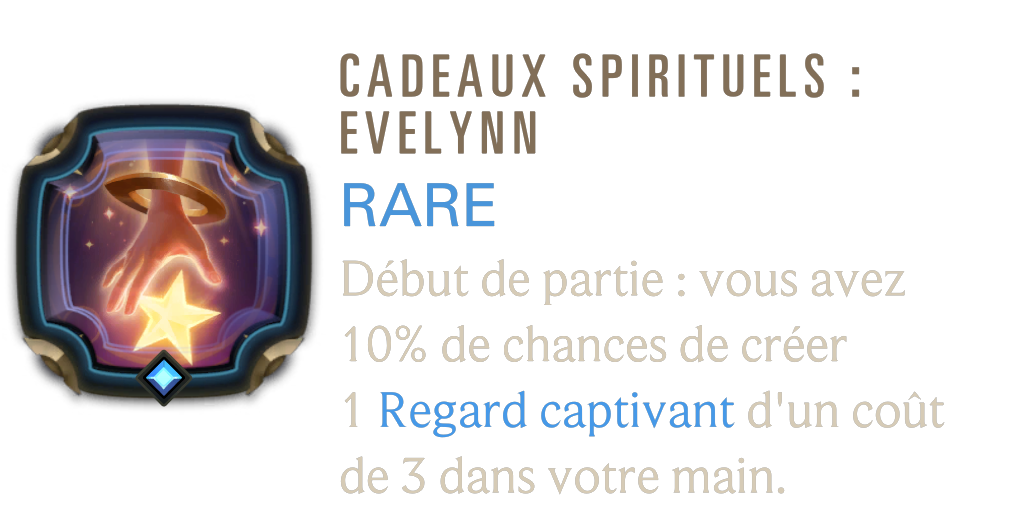 CADEAUX SPIRITUELS :
EVELYNN
RARE
Début de partie : vous avez
10% de chances de créer
1 Regard captivant d'un coût
de 3 dans votre main.